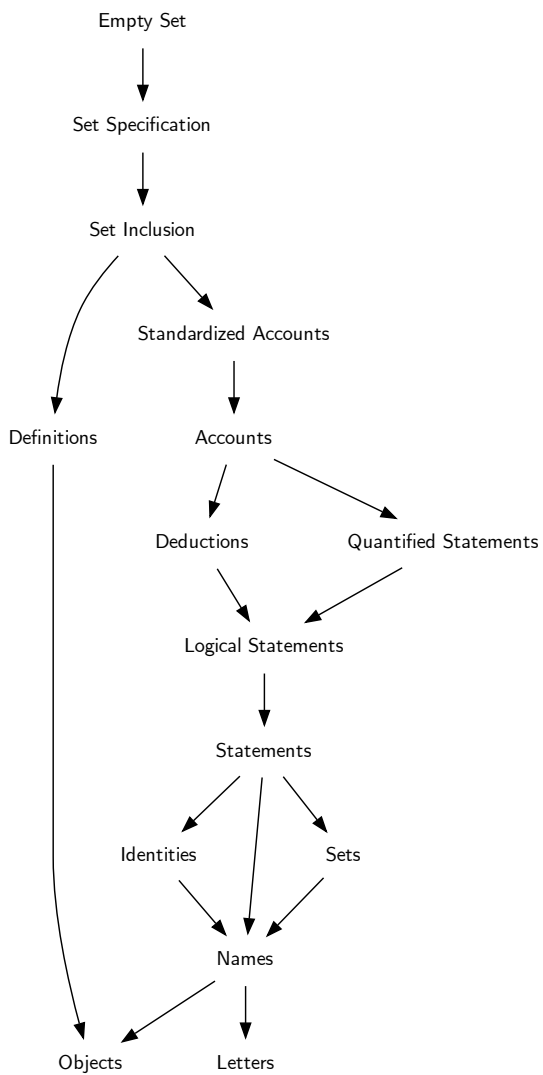 Empty Set
Set Specification
Set Inclusion
Standardized Accounts
Definitions
Accounts
Deductions
Quantified Statements
Logical Statements
Statements
Identities
Sets
Names
Objects
Letters